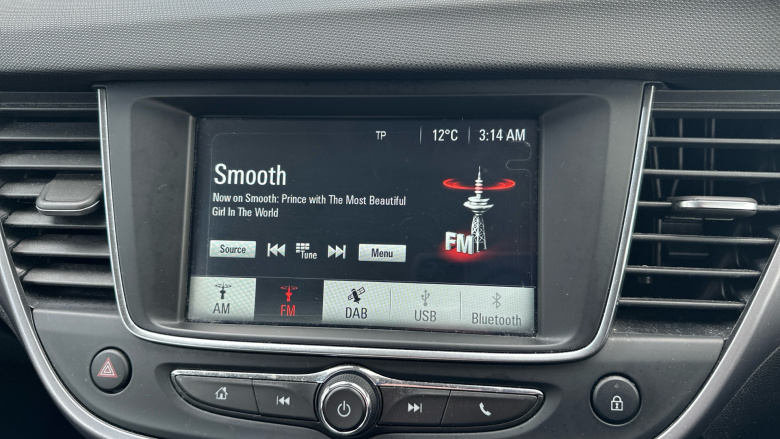 TP 12°C 3:14 AM
Smooth
Now on Smooth: Prince with The Most Beautiful
Girl In The World
FM
Source Tune Menu
AM FM DAB USB Bluetooth